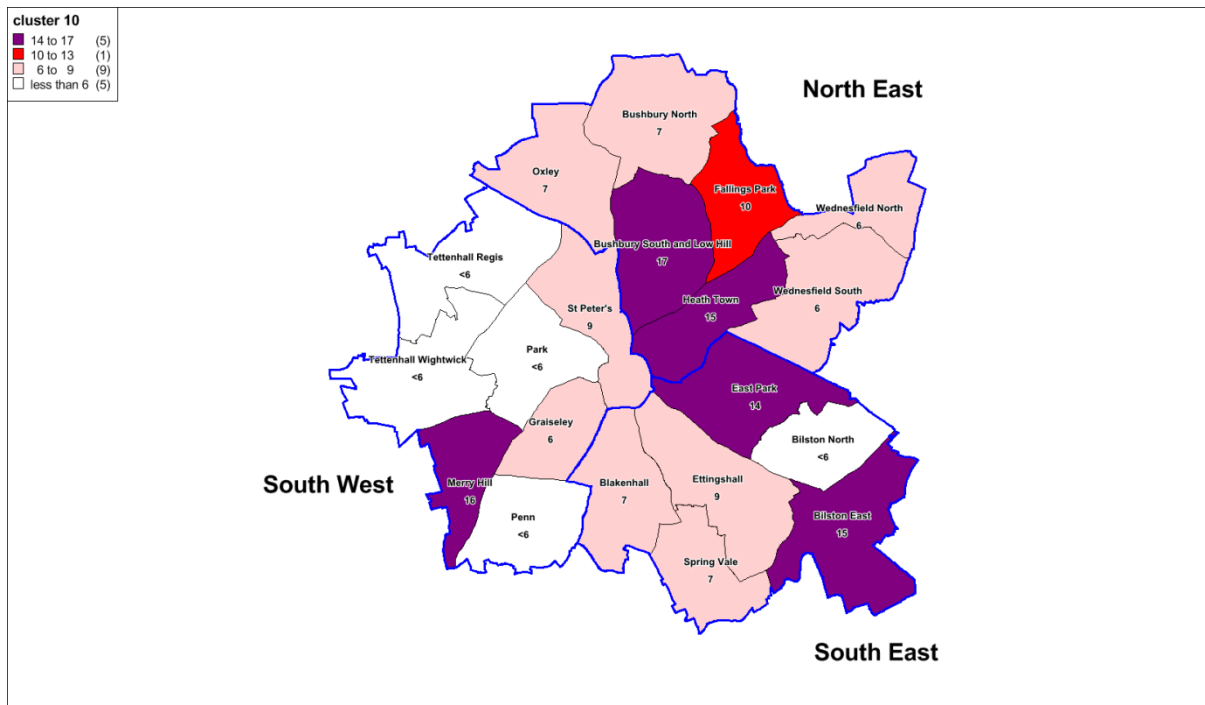 cluster 10
14 to 17 (5)
10 to 13 (1)
6 to 9 (9)
less than 6 (5)
North East
Bushbury North
7
Oxley
7
Fallings Park
10
Wednesfield North
6
Bushbury South and Low Hill
17
Tettenhall Regis
<6
Heath Town
15
Wednesfield South
6
St Peter's
9
Park
<6
Tettenhall Wightwick
<6
East Park
14
Graiseley
6
Bilston North
<6
South West
Merry Hill
16
Blakenhall
7
Ettingshall
9
Penn
<6
Bilston East
15
Spring Vale
7
South East